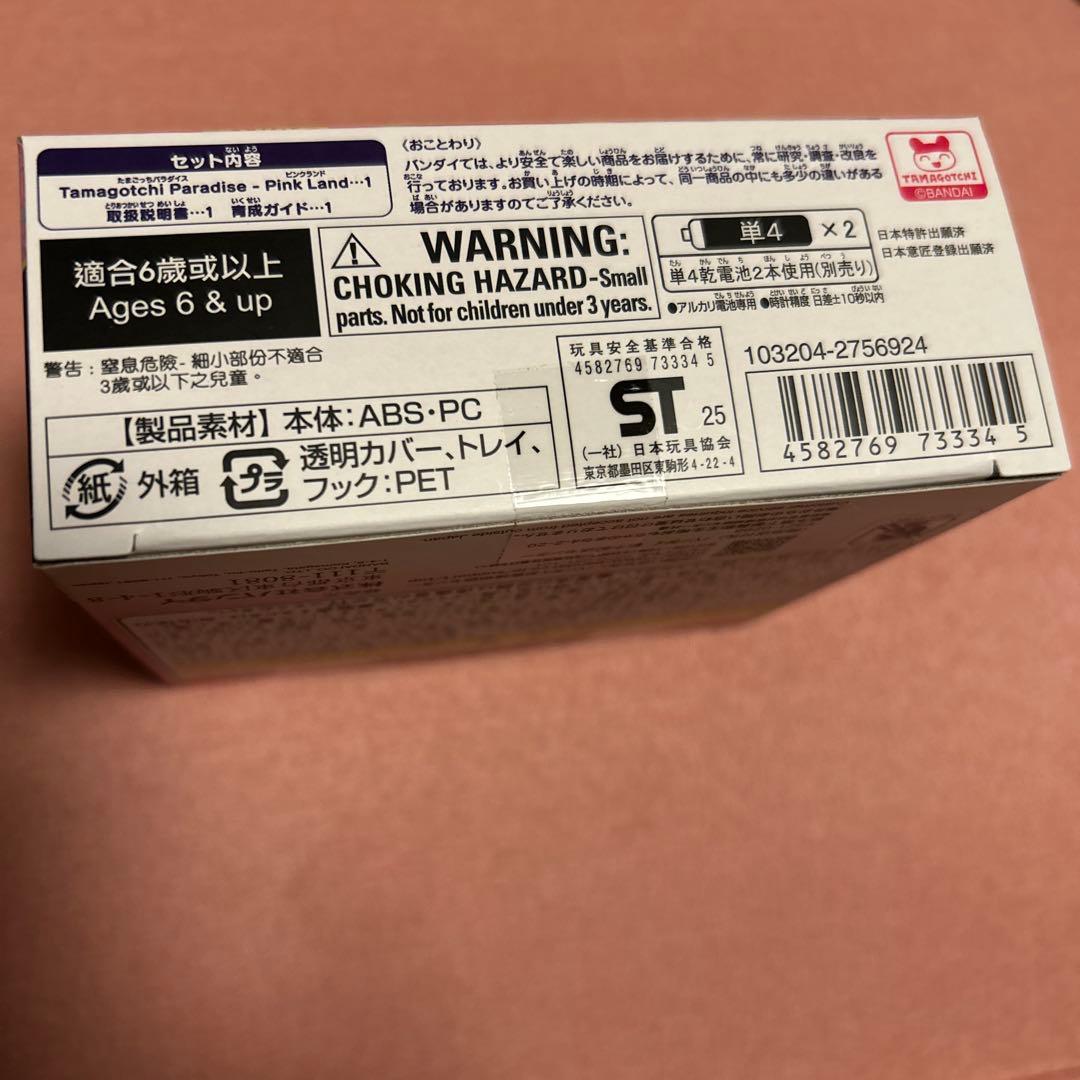 セット内容
Tamagotchi Paradise - Pink Land…1
取扱説明書…1 育成ガイド…1
《おことわり》
バンダイでは、より安全で楽しい商品をお届けするために、常に研究・調査・改良を
行っております。お買い上げの時期によって、同一商品の中にも多少の違いがある
場合がありますのでご了承ください。
TAMAGOTCHI
©BANDAI
適合6歲或以上
Ages 6 & up
WARNING:
CHOKING HAZARD-Small
parts. Not for children under 3 years.
単4 ×2
単4乾電池2本使用(別売り)
●アルカリ電池専用 ●時計精度 日差±10秒以内
日本特許出願済
日本意匠登録出願済
警告：窒息危險 - 細小部份不適合
3歲或以下之兒童。
【製品素材】本体：ABS・PC
紙 外箱
プラ
透明カバー、トレイ、
フック：PET
玩具安全基準合格
4582769 73334 5
ST 25
(一社) 日本玩具協会
東京都墨田区東駒形4-22-4
103204-2756924
4582769 73334 5
株式会社バンダイ
〒111-8081